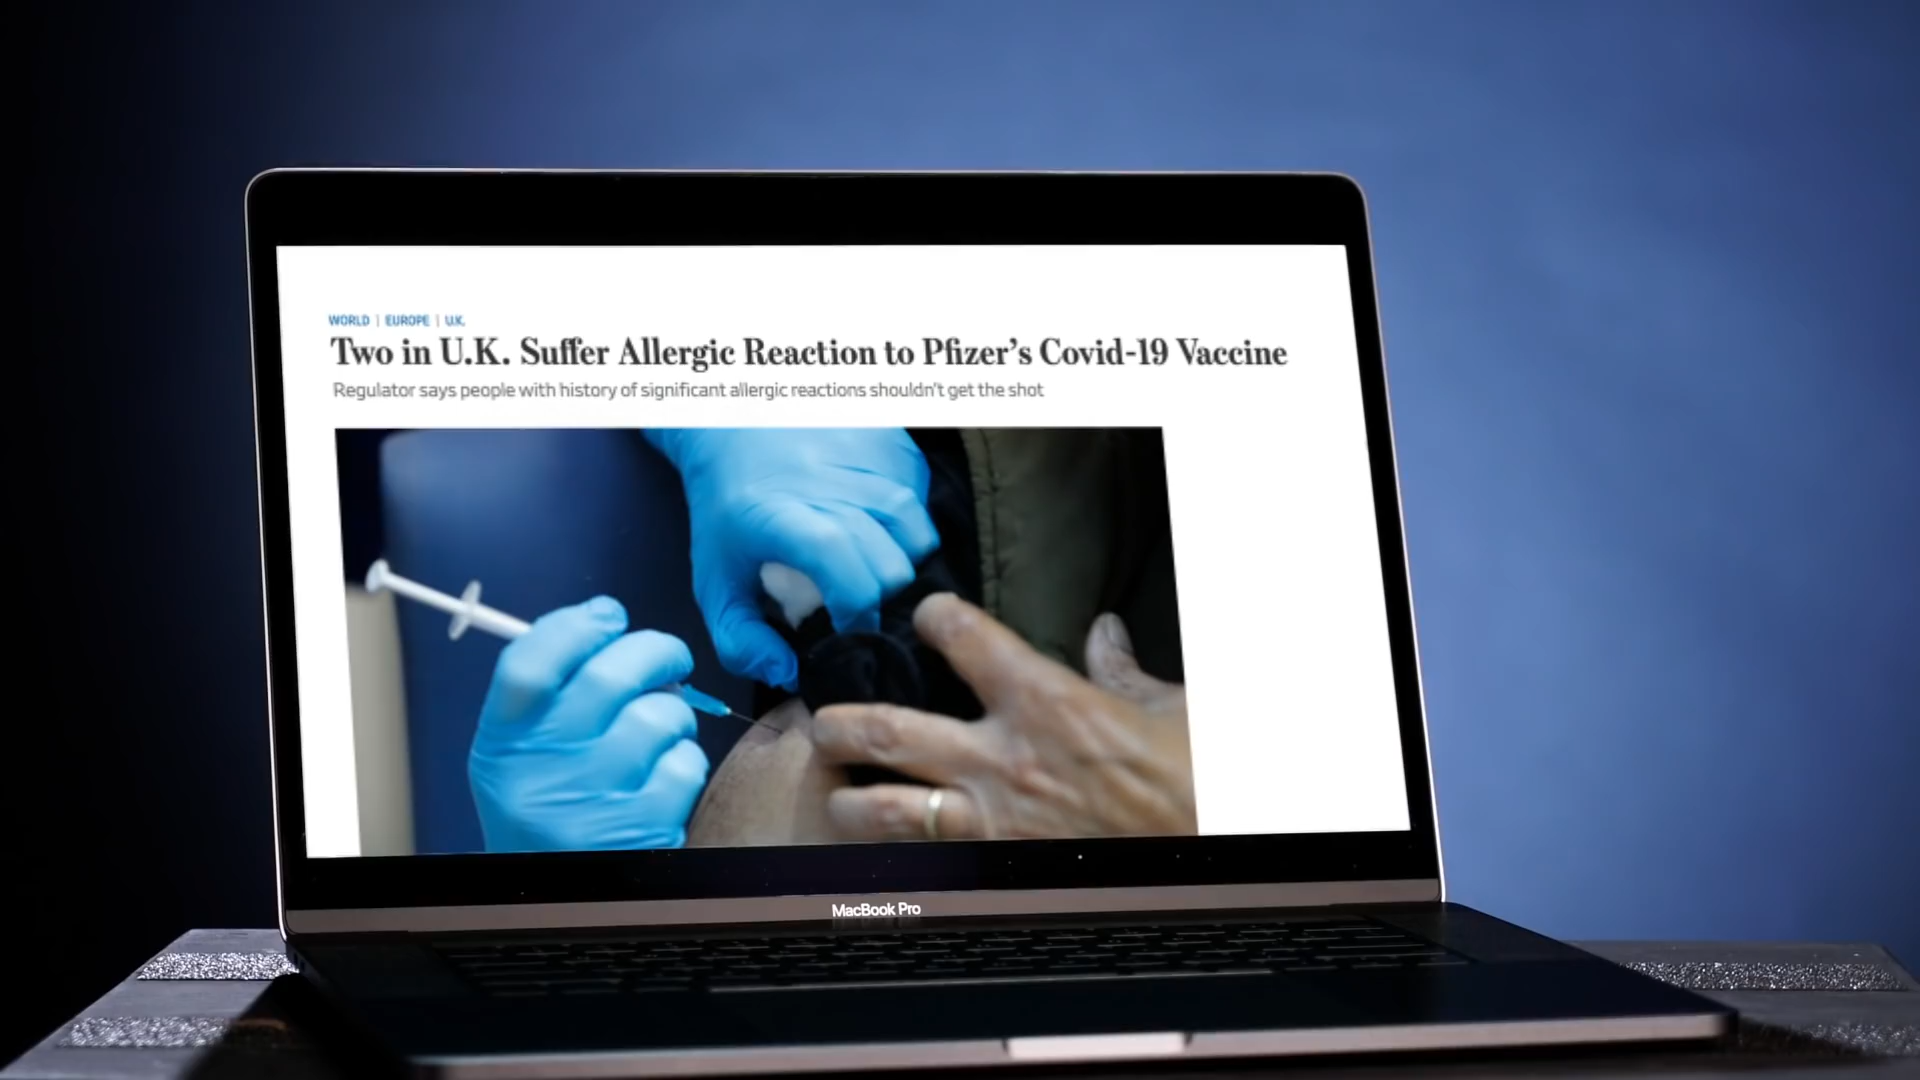 WORLD | EUROPE | U.K.
Two in U.K. Suffer Allergic Reaction to Pfizer's Covid-19 Vaccine
Regulator says people with history of significant allergic reactions shouldn't get the shot
MacBook Pro